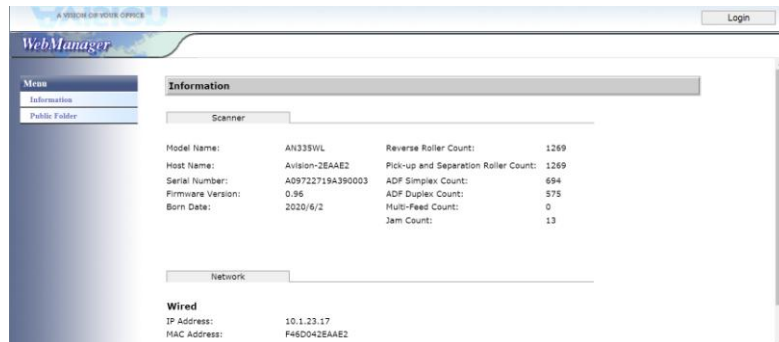 A VISION OR YOUR OFFICE
Login
WebManager
Menu
Information
Public Folder
Information
Scanner
Model Name: AN335WL Reverse Roller Count: 1269
Host Name: Avision-2EAAE2 Pick-up and Separation Roller Count: 1269
Serial Number: A09722719A390003 ADF Simplex Count: 694
Firmware Version: 0.96 ADF Duplex Count: 575
Born Date: 2020/6/2 Multi-Feed Count: 0
Jam Count: 13
Network
Wired
IP Address: 10.1.23.17
MAC Address: F46D042EAAE2